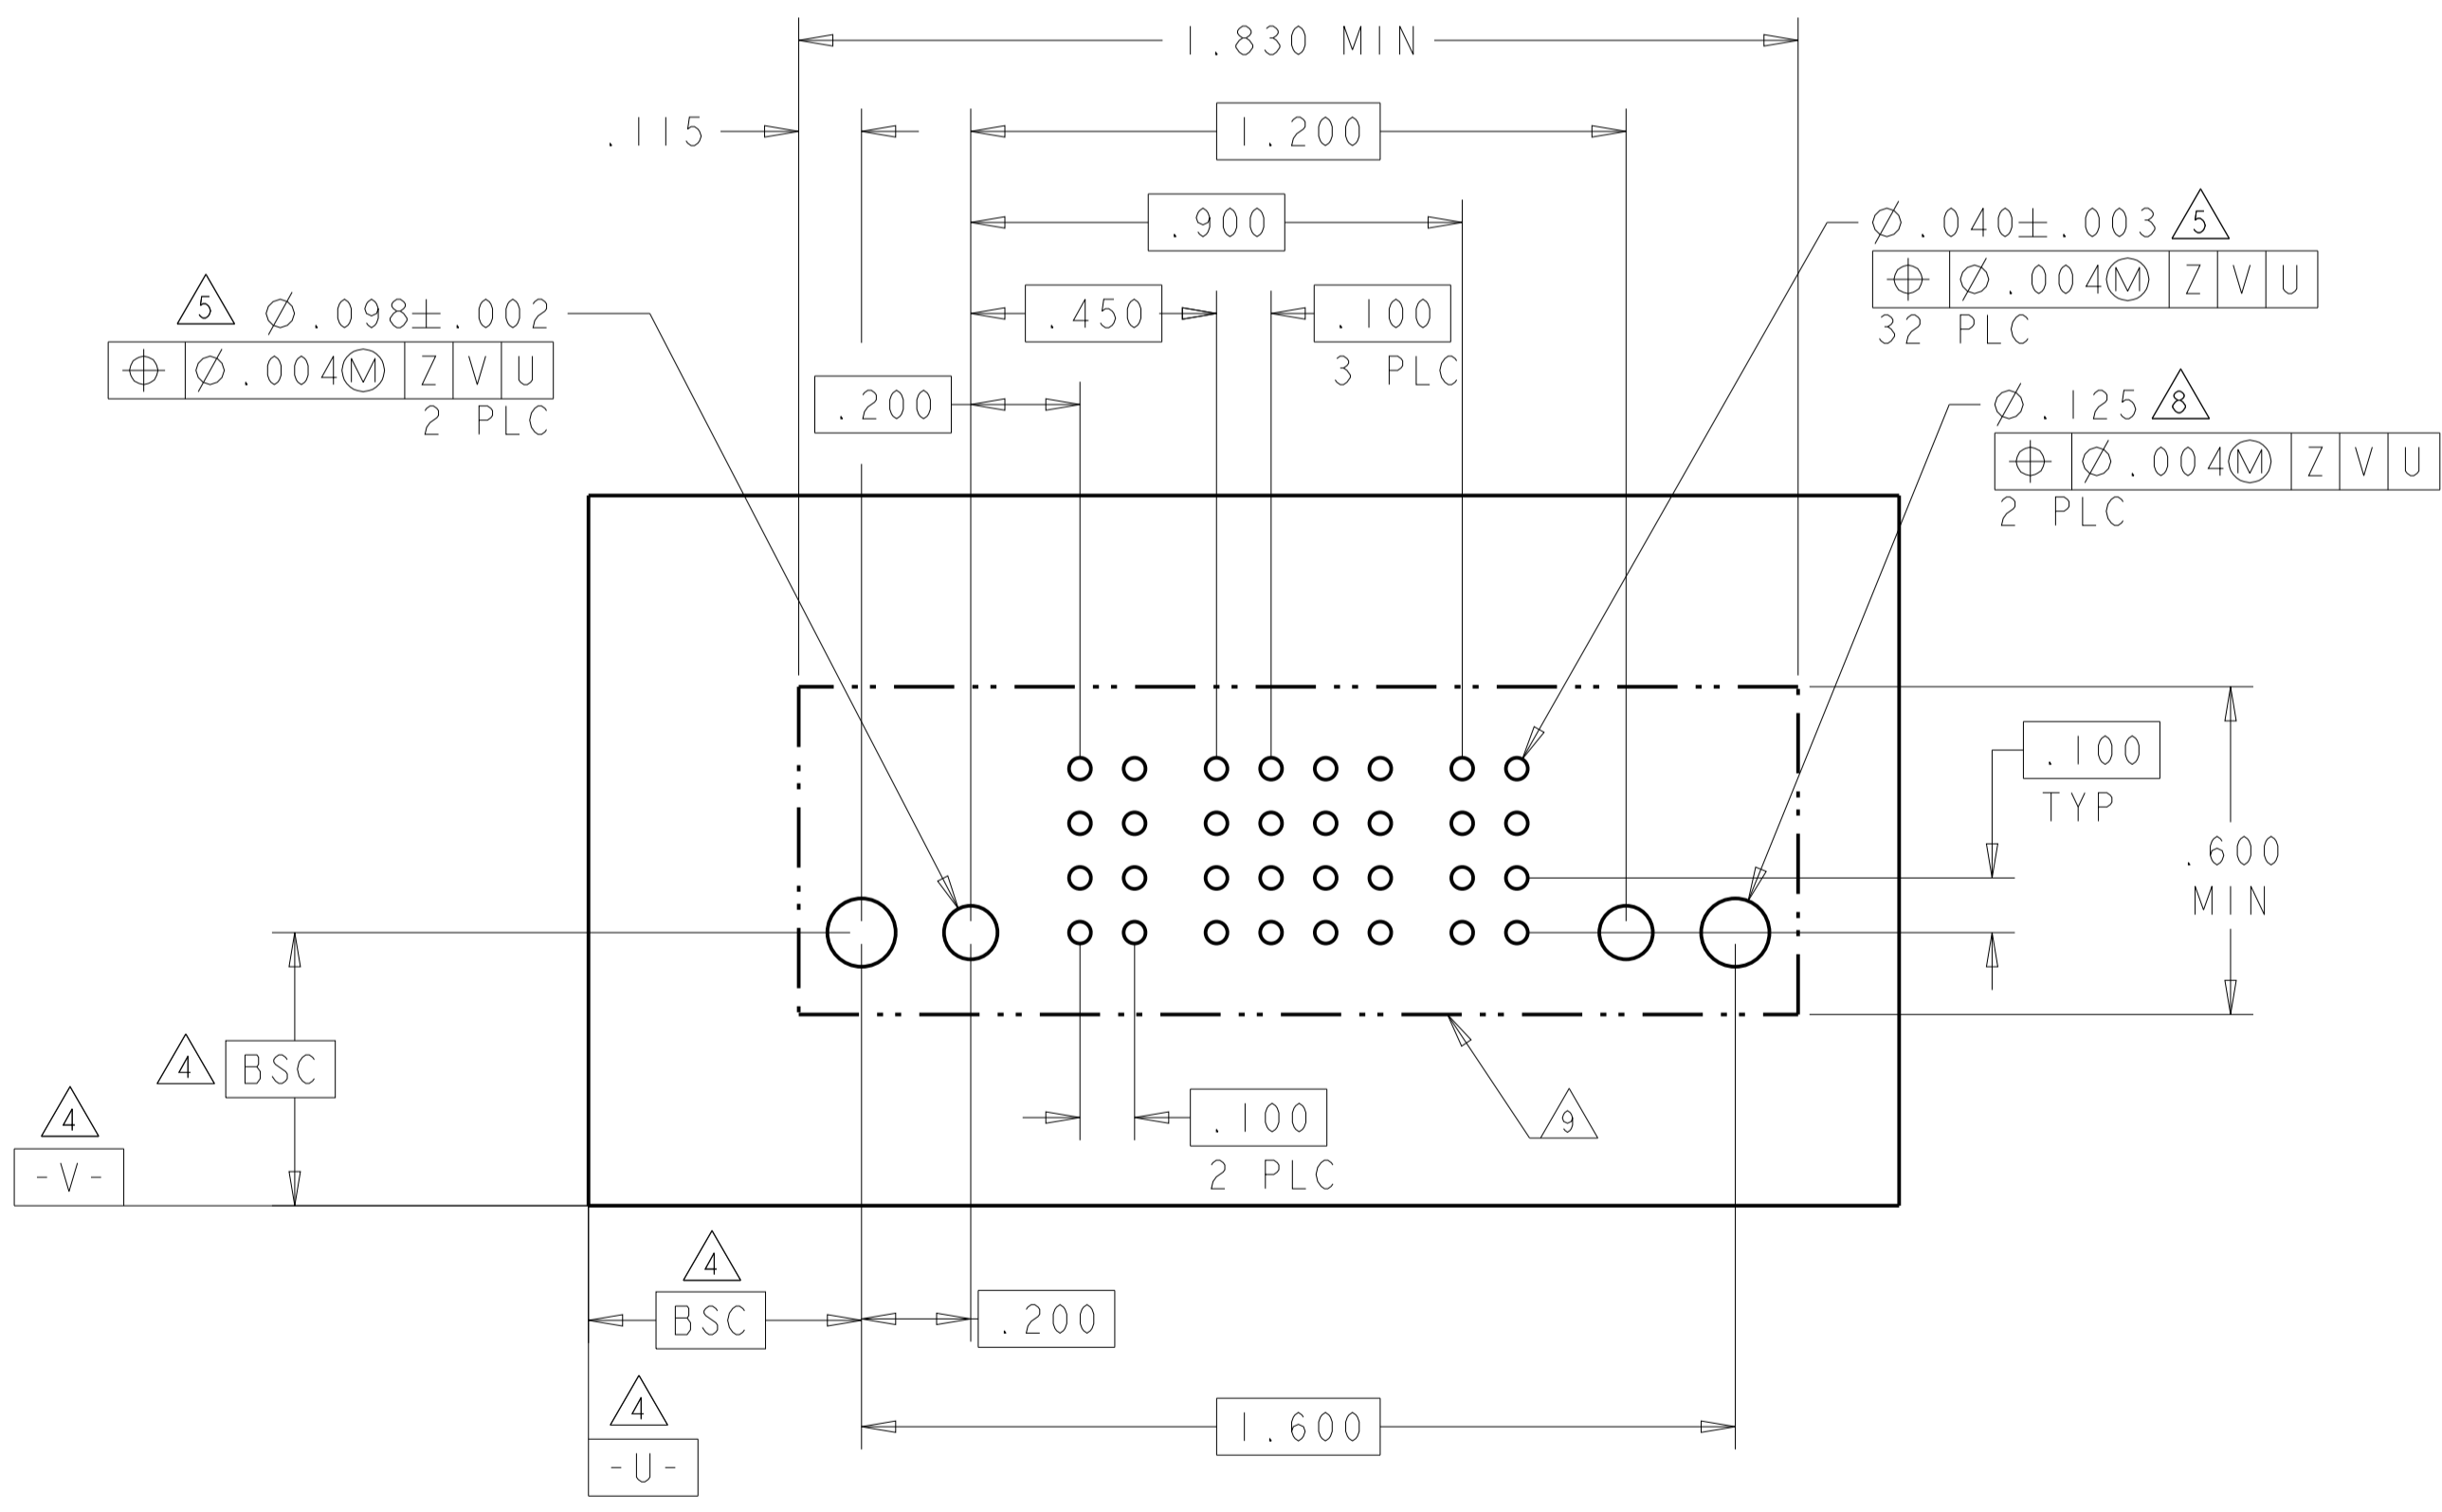 1.830 MIN
.115
1.200
.900
⌀.040±.003 5
⌖ ⌀.004Ⓜ Z V U
32 PLC
5 ⌀.098±.002
⌖ ⌀.004Ⓜ Z V U
2 PLC
.450
.100
3 PLC
.200
⌀.125 8
⌖ ⌀.004Ⓜ Z V U
2 PLC
.100
TYP
.600
MIN
4 BSC
4
-V-
.100
2 PLC
9
4
BSC
.200
4
-U-
1.600